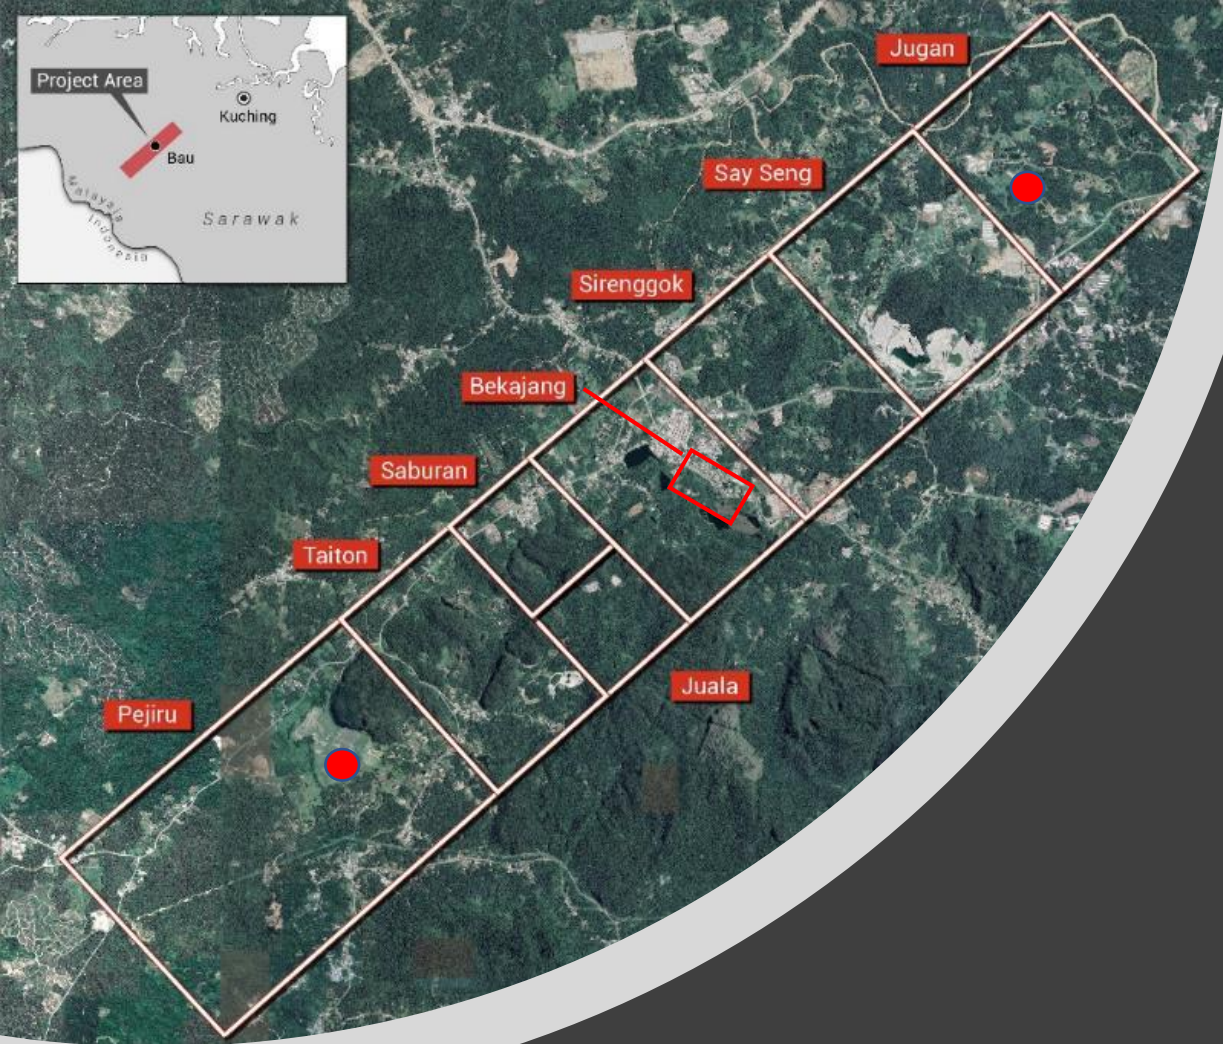 Project Area
Kuching
Bau
Malaysia
Indonesia
Sarawak
Jugan
Say Seng
Sirenggok
Bekajang
Saburan
Taiton
Pejiru
Juala